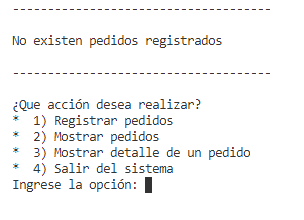 -------------------------------------
No existen pedidos registrados
-------------------------------------
¿Que acción desea realizar?
*  1) Registrar pedidos
*  2) Mostrar pedidos
*  3) Mostrar detalle de un pedido
*  4) Salir del sistema
Ingrese la opción: